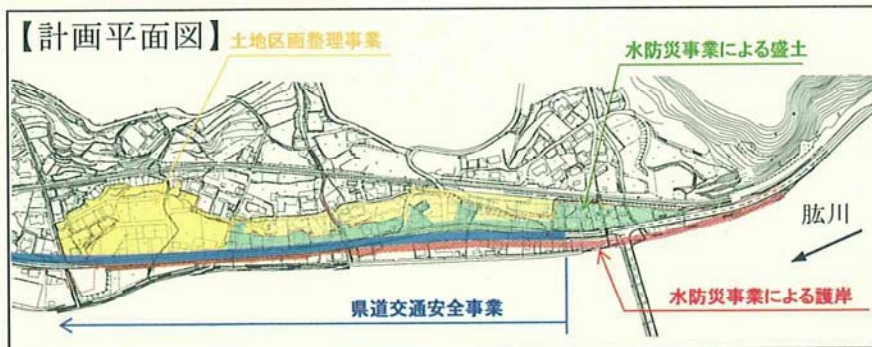 【計画平面図】
土地区画整理事業
水防災事業による盛土
肱川
県道交通安全事業
水防災事業による護岸